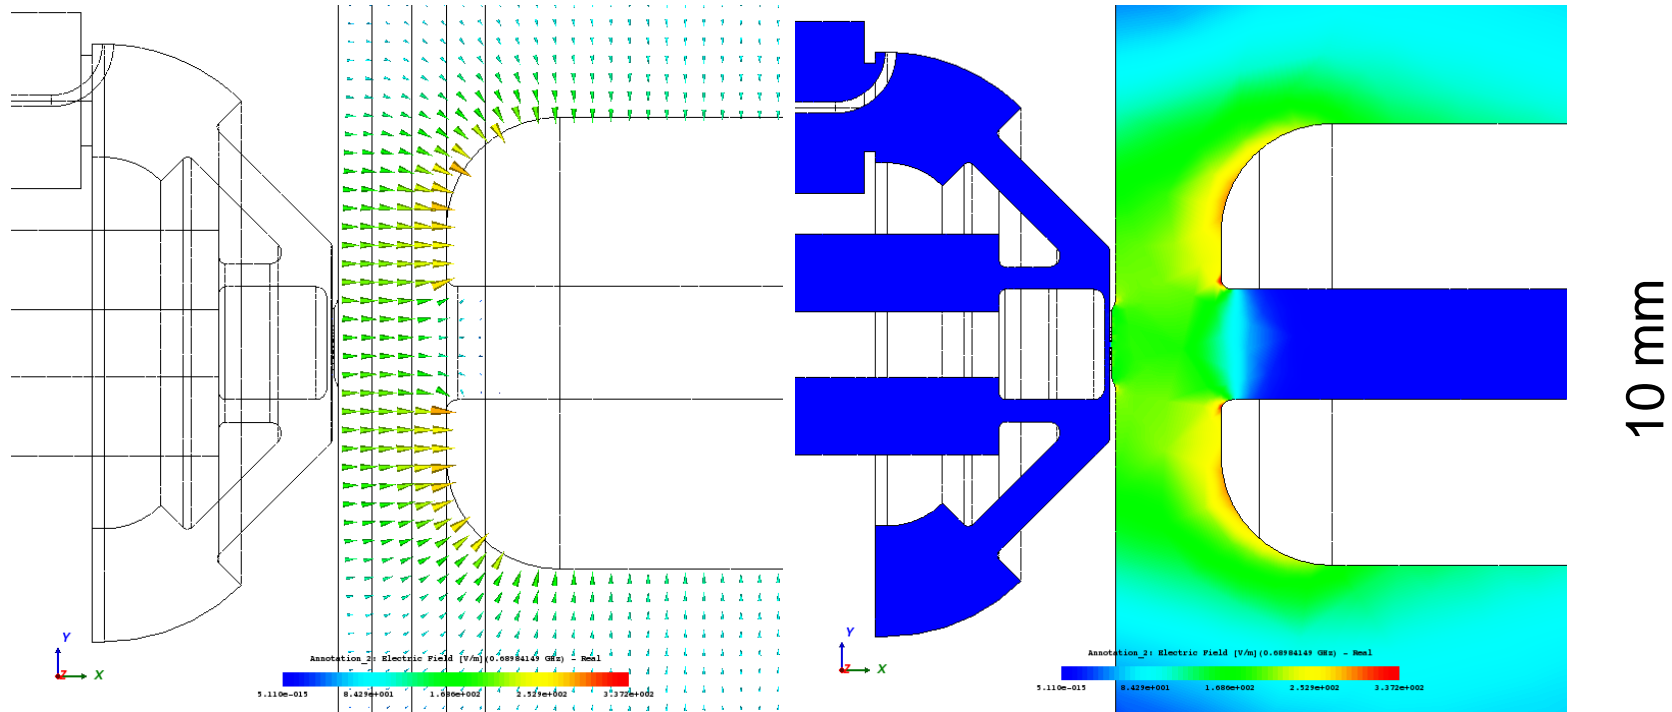 10 mm
Y
Z
X
Annotation_2: Electric Field [V/m](0.68984149 GHz) - Real
5.110e-015 8.429e+001 1.686e+002 2.529e+002 3.372e+002
Y
Z
X
Annotation_2: Electric Field [V/m](0.68984149 GHz) - Real
5.110e-015 8.429e+001 1.686e+002 2.529e+002 3.372e+002